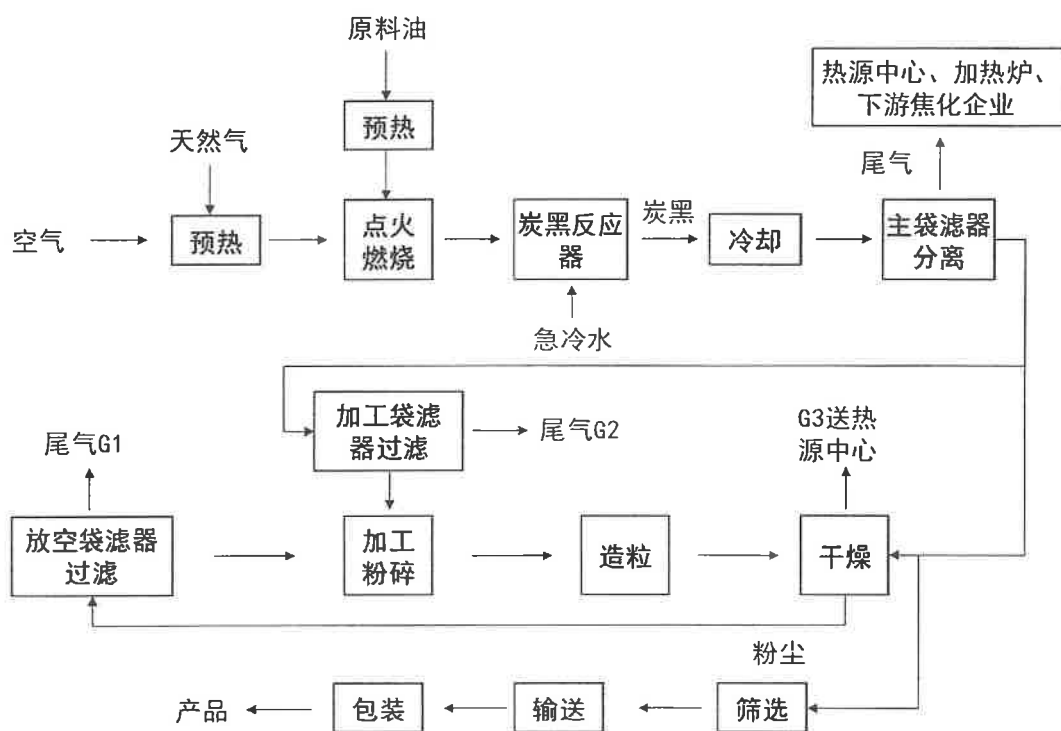 原料油
热源中心、加热炉、
下游焦化企业
预热
天然气
尾气
空气
预热
点火
燃烧
炭黑反应
器
炭黑
冷却
主袋滤器
分离
急冷水
加工袋滤
器过滤
尾气G2
G3送热
源中心
尾气G1
放空袋滤器
过滤
加工
粉碎
造粒
干燥
粉尘
产品
包装
输送
筛选